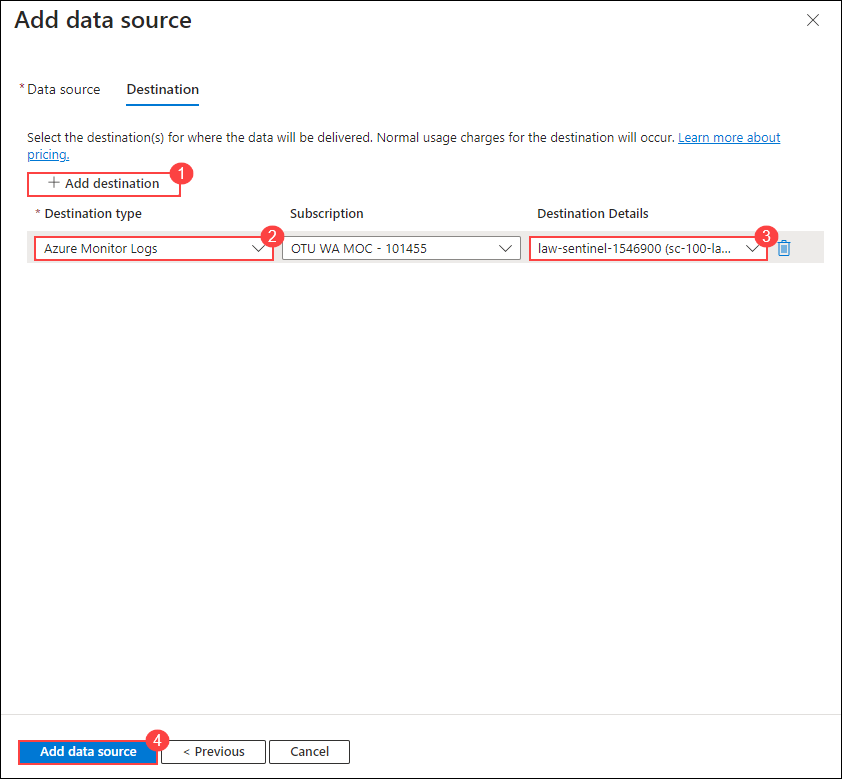 Add data source
* Data source Destination
Select the destination(s) for where the data will be delivered. Normal usage charges for the destination will occur. Learn more about
pricing.
1
+ Add destination
* Destination type Subscription Destination Details
2 3
Azure Monitor Logs OTU WA MOC - 101455 law-sentinel-1546900 (sc-100-la...
4
Add data source < Previous Cancel